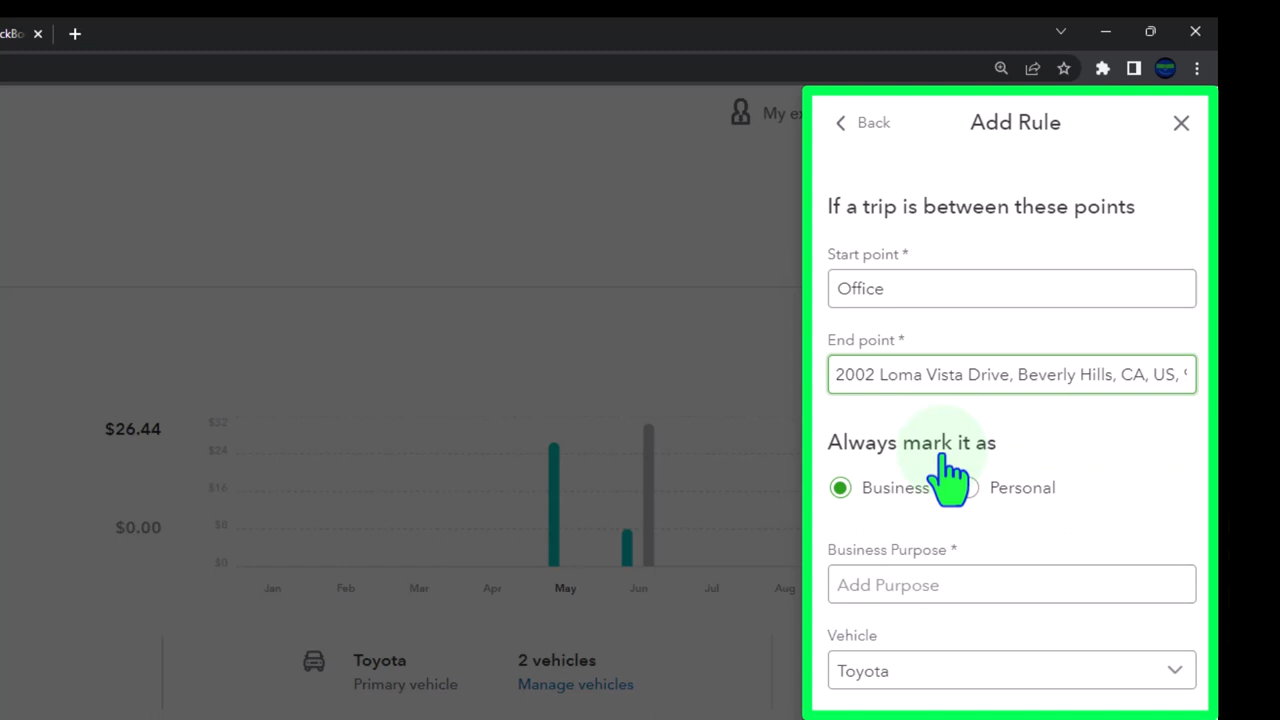 Back
Add Rule
My
If a trip is between these points
Start point *
Office
End point *
2002 Loma Vista Drive, Beverly Hills, CA, US,
Always mark it as
Business
Personal
Business Purpose *
Add Purpose
Vehicle
Toyota
$26.44
$0.00
$32
$24
$16
$8
$0
Jan
Feb
Mar
Apr
May
Jun
Jul
Aug
Toyota
Primary vehicle
2 vehicles
Manage vehicles